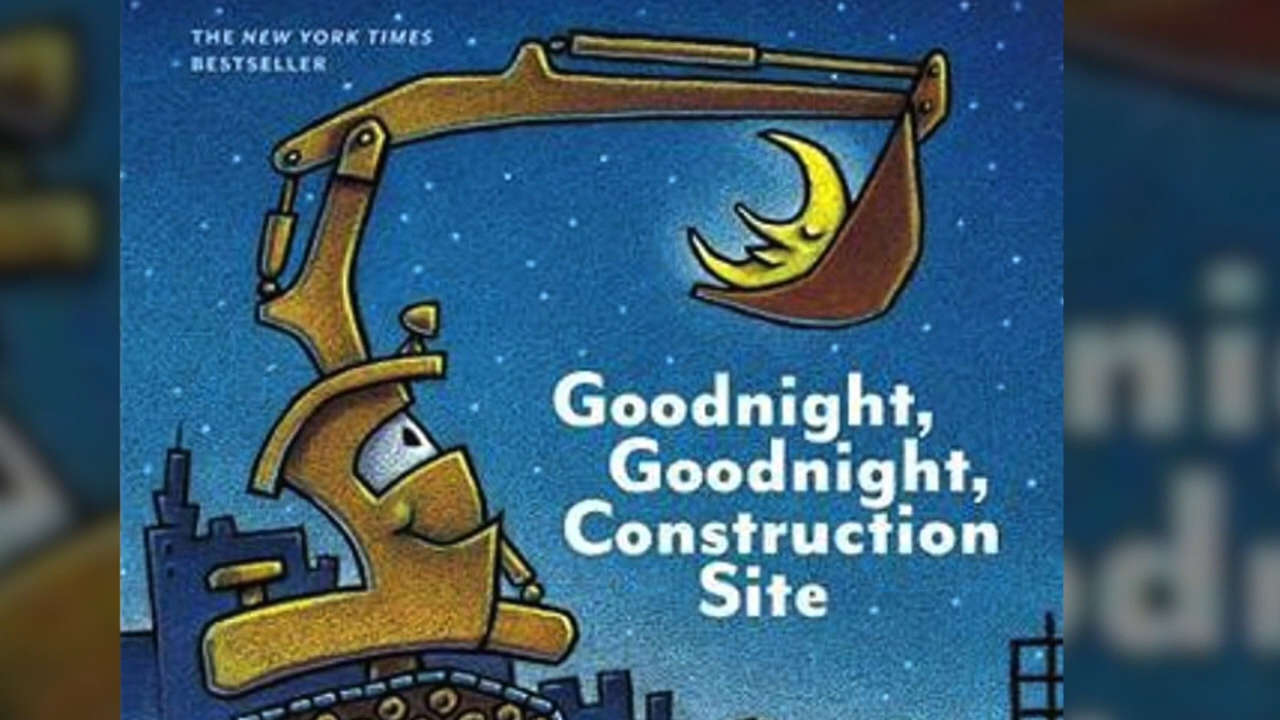 THE NEW YORK TIMES
BESTSELLER
Goodnight,
Goodnight,
Construction
Site